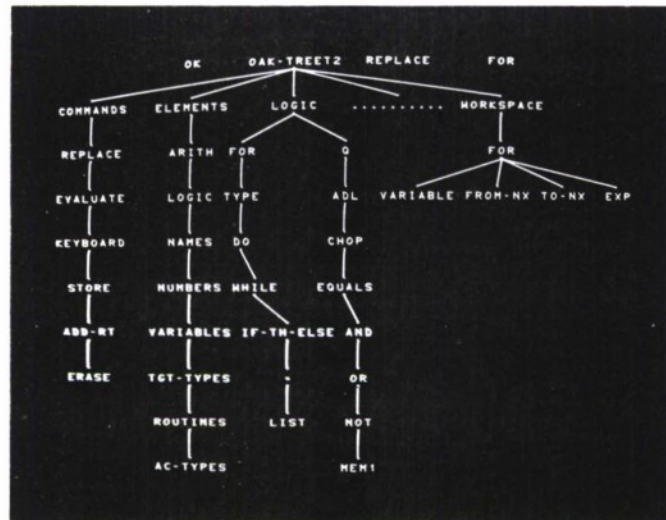 OK OAK-TREET2 REPLACE FOR
COMMANDS ELEMENTS LOGIC .......... WORKSPACE
REPLACE ARITH FOR Q FOR
EVALUATE LOGIC TYPE ADL VARIABLE FROM-NX TO-NX EXP
KEYBOARD NAMES DO CHOP
STORE NUMBERS WHILE EQUALS
ADD-RT VARIABLES IF-TH-ELSE AND
ERASE TGT-TYPES - OR
ROUTINES LIST NOT
AC-TYPES MEM1